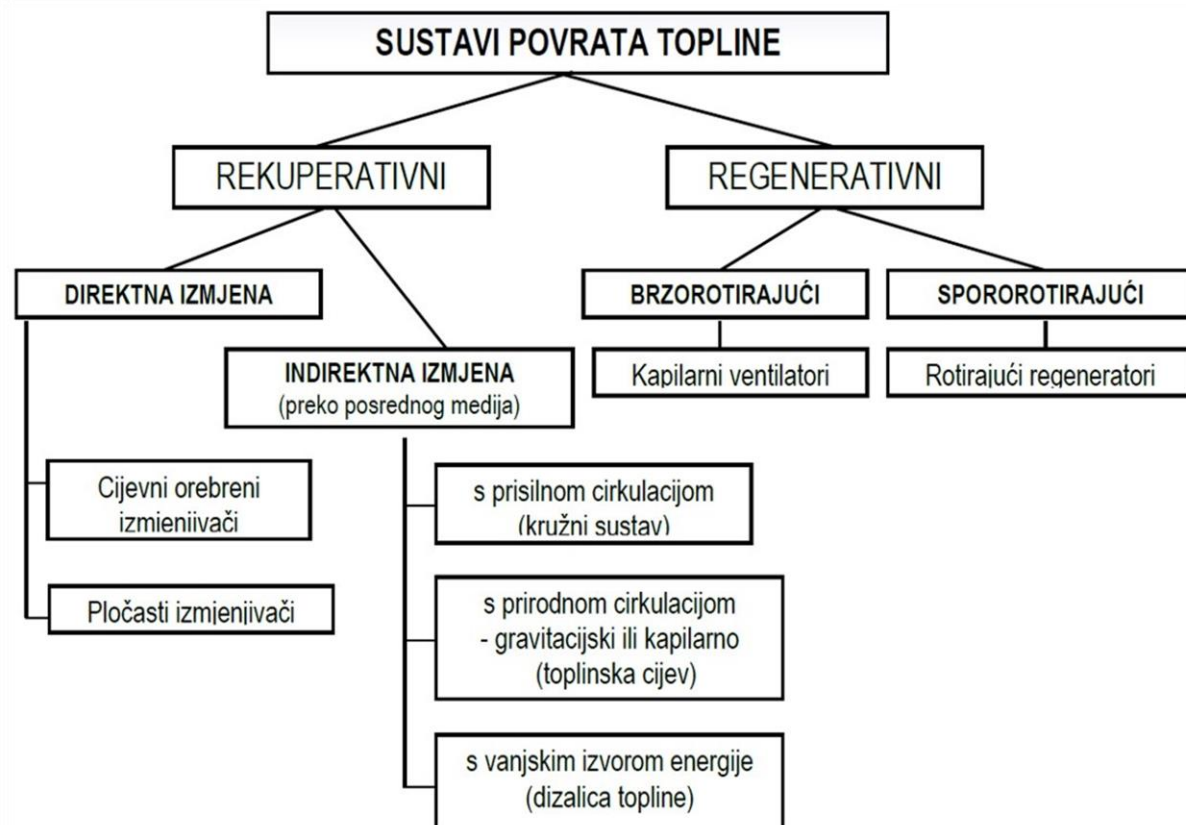 SUSTAVI POVRATA TOPLINE
REKUPERATIVNI
REGENERATIVNI
DIREKTNA IZMJENA
BRZOROTIRAJUĆI
SPOROROTIRAJUĆI
INDIREKTNA IZMJENA
(preko posrednog medija)
Kapilarni ventilatori
Rotirajući regeneratori
Cijevni orebreni
izmjenjivači
Pločasti izmjenjivači
s prisilnom cirkulacijom
(kružni sustav)
s prirodnom cirkulacijom
- gravitacijski ili kapilarno
(toplinska cijev)
s vanjskim izvorom energije
(dizalica topline)